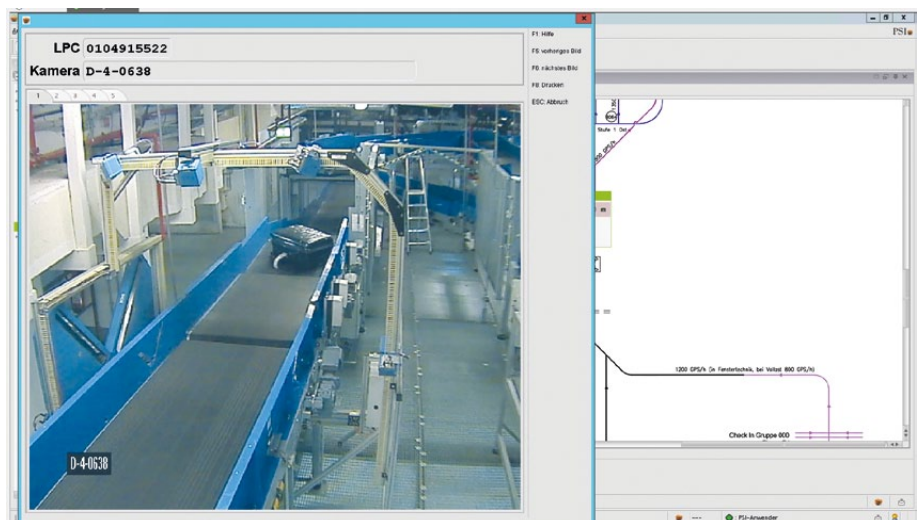 LPC 0104915522
Kamera D-4-0638
1 2 3 4 5
D-4-0638
F1: Hilfe
F5 vorheriges Bild
F6 nächstes Bild
F8: Drucken
ESC: Abbruch
PSI
Stufe 1 Ost
m
1200 GPS/h (in Fenstertechnik, bei Vollast 800 GPS/h)
Check In Gruppe 800
---
PSI-Anwender